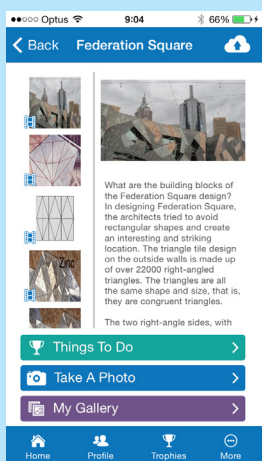 Optus 9:04 66%
Back Federation Square
What are the building blocks of
the Federation Square design?
In designing Federation Square,
the architects tried to avoid
rectangular shapes and create
an interesting and striking
location. The triangle tile design
on the outside walls is made up
of over 22000 right-angled
triangles. The triangles are all
the same shape and size, that is,
they are congruent triangles.
The two right-angle sides, with
Zinc
Things To Do
Take A Photo
My Gallery
Home Profile Trophies More